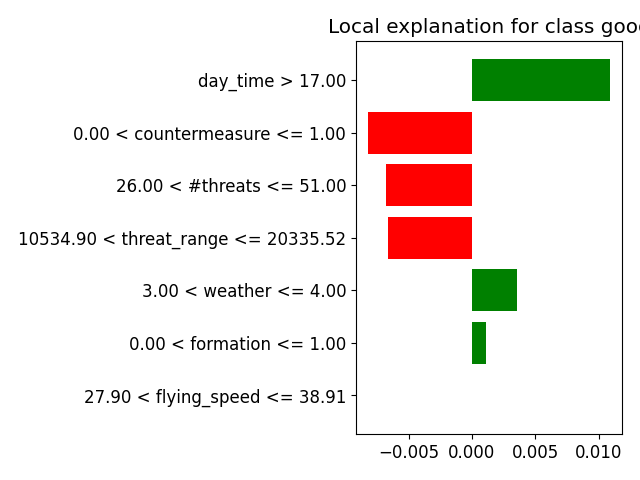 Local explanation for class goo
day_time > 17.00
0.00 < countermeasure <= 1.00
26.00 < #threats <= 51.00
10534.90 < threat_range <= 20335.52
3.00 < weather <= 4.00
0.00 < formation <= 1.00
27.90 < flying_speed <= 38.91
−0.005 0.000 0.005 0.010